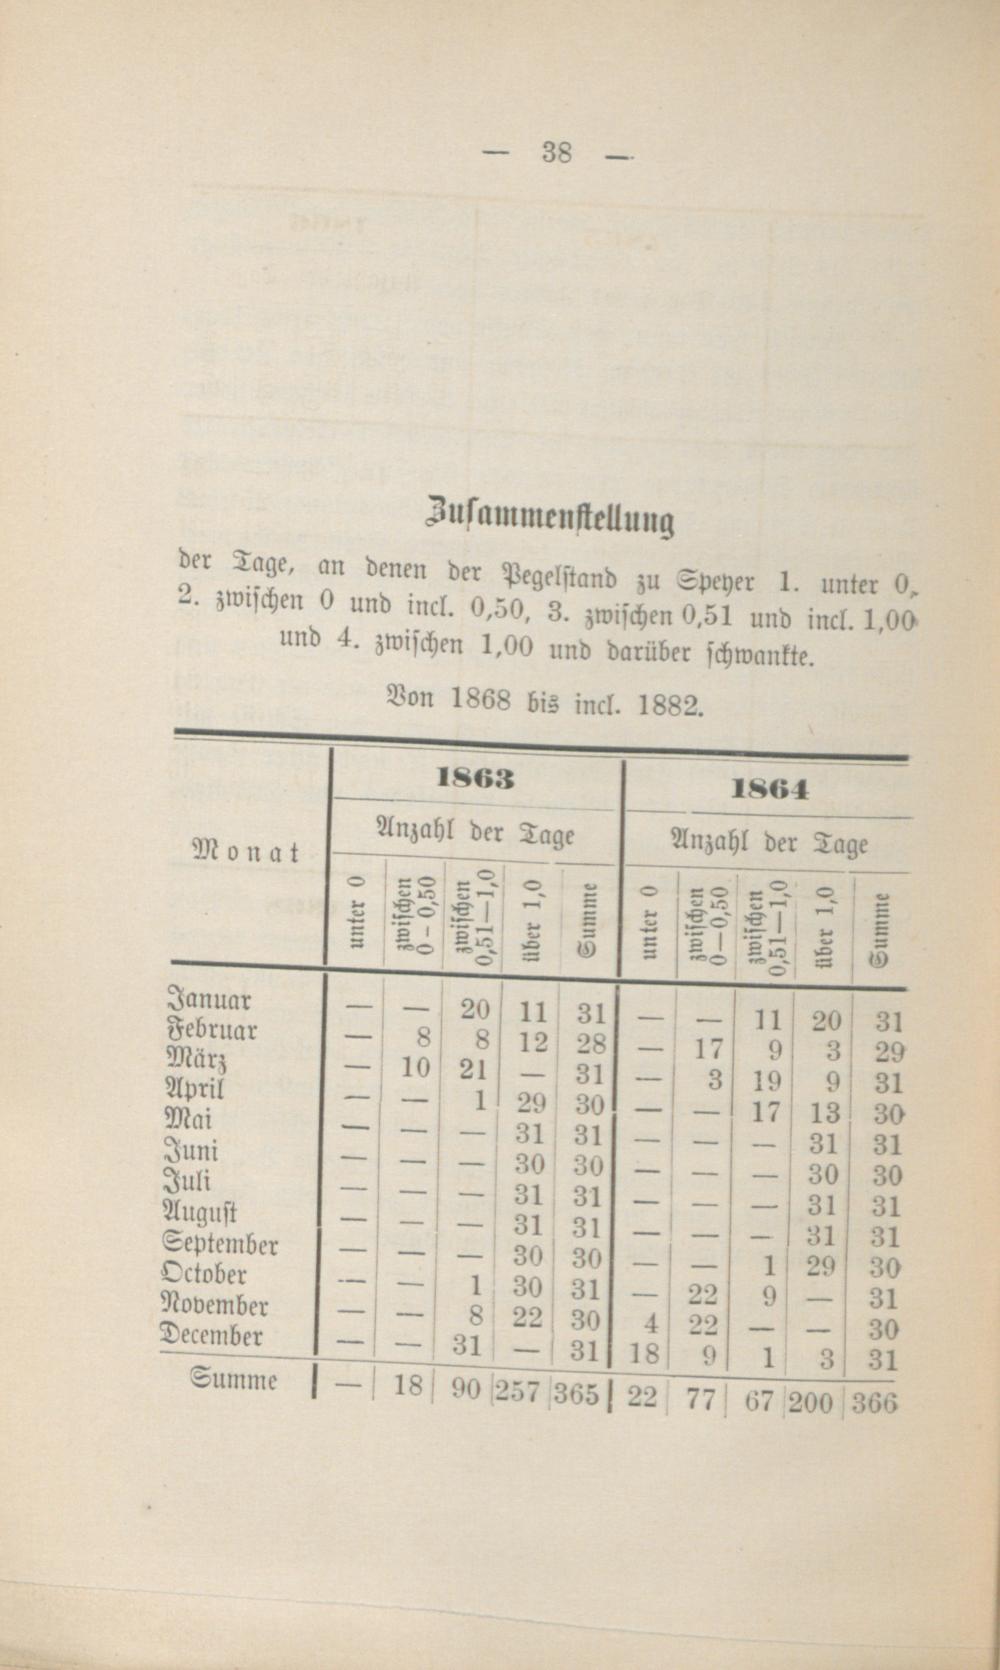 — 38 —
Zusammenstellung
der Tage, an denen der Pegelstand zu Speyer 1. unter 0,
2. zwischen 0 und incl. 0,50, 3. zwischen 0,51 und incl. 1,00
und 4. zwischen 1,00 und darüber schwankte.
Von 1868 bis incl. 1882.
Monat 1863 1864
Anzahl der Tage Anzahl der Tage
unter 0 zwischen 0-0,50 zwischen 0,51—1,0 über 1,0 Summe unter 0 zwischen 0—0,50 zwischen 0,51—1,0 über 1,0 Summe
Januar — — 20 11 31 — — 11 20 31
Februar — 8 8 12 28 — 17 9 3 29
März — 10 21 — 31 — 3 19 9 31
April — — 1 29 30 — — 17 13 30
Mai — — — 31 31 — — — 31 31
Juni — — — 30 30 — — — 30 30
Juli — — — 31 31 — — — 31 31
August — — — 31 31 — — — 31 31
September — — — 30 30 — — 1 29 30
October — — 1 30 31 — 22 9 — 31
November — — 8 22 30 4 22 — — 30
December — — 31 — 31 18 9 1 3 31
Summe — 18 90 257 365 22 77 67 200 366